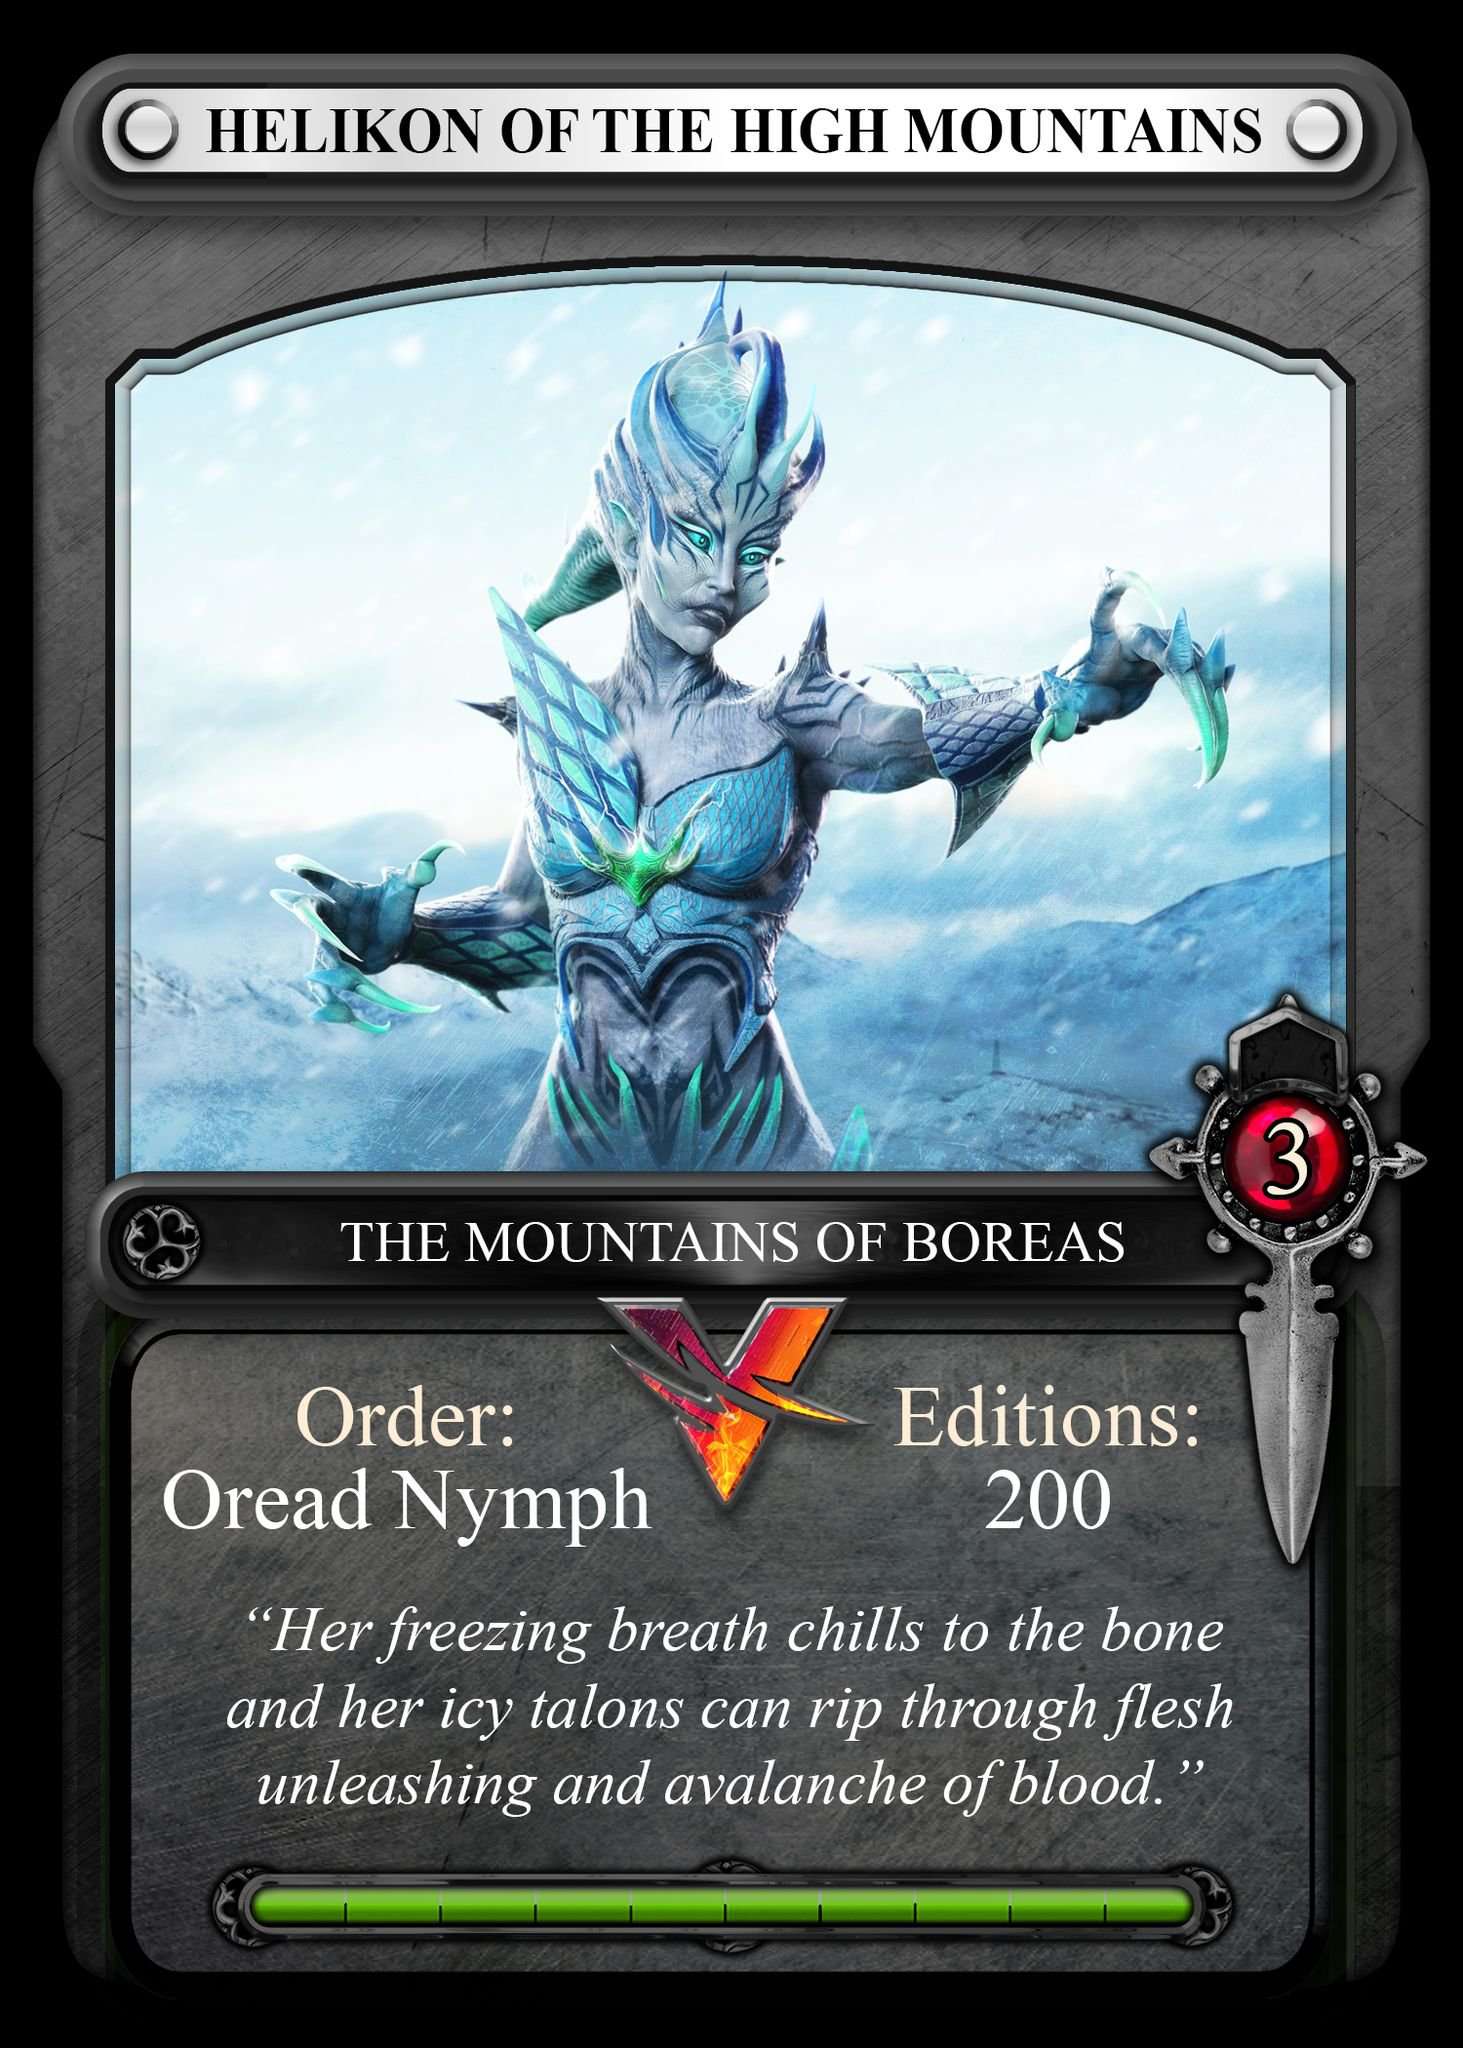 HELIKON OF THE HIGH MOUNTAINS
3
THE MOUNTAINS OF BOREAS
V
Order:
Oread Nymph
Editions:
200
“Her freezing breath chills to the bone
and her icy talons can rip through flesh
unleashing and avalanche of blood.”